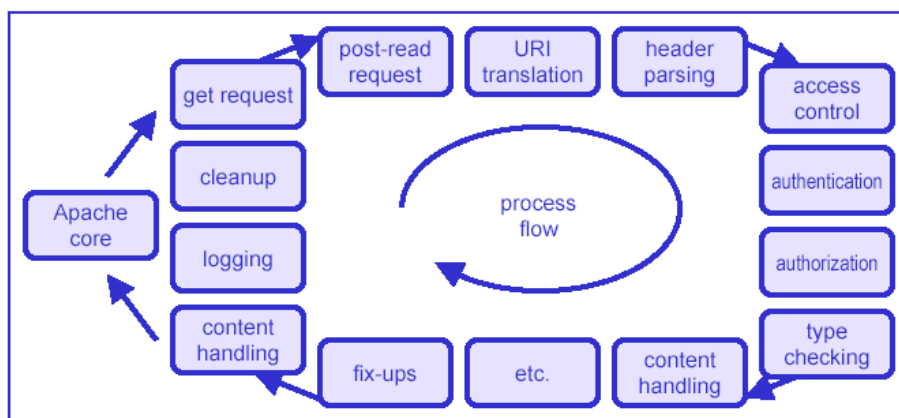 post-read
request
URI
translation
header
parsing
get request
access
control
cleanup
authentication
Apache
core
process
flow
logging
authorization
content
handling
type
checking
fix-ups
etc.
content
handling